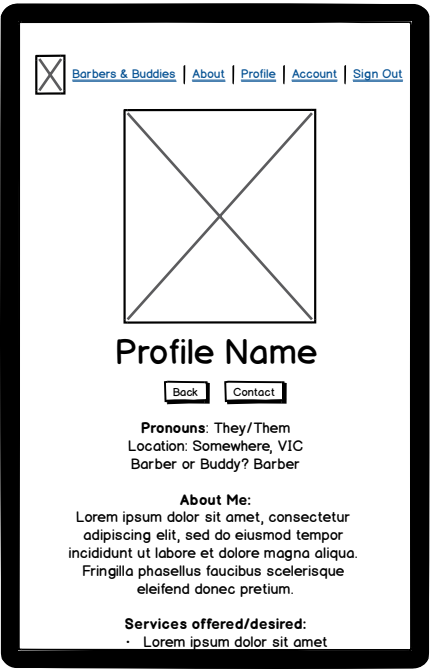 Barbers & Buddies | About | Profile | Account | Sign Out
Profile Name
Back Contact
Pronouns: They/Them
Location: Somewhere, VIC
Barber or Buddy? Barber
About Me:
Lorem ipsum dolor sit amet, consectetur
adipiscing elit, sed do eiusmod tempor
incididunt ut labore et dolore magna aliqua.
Fringilla phasellus faucibus scelerisque
eleifend donec pretium.
Services offered/desired:
• Lorem ipsum dolor sit amet